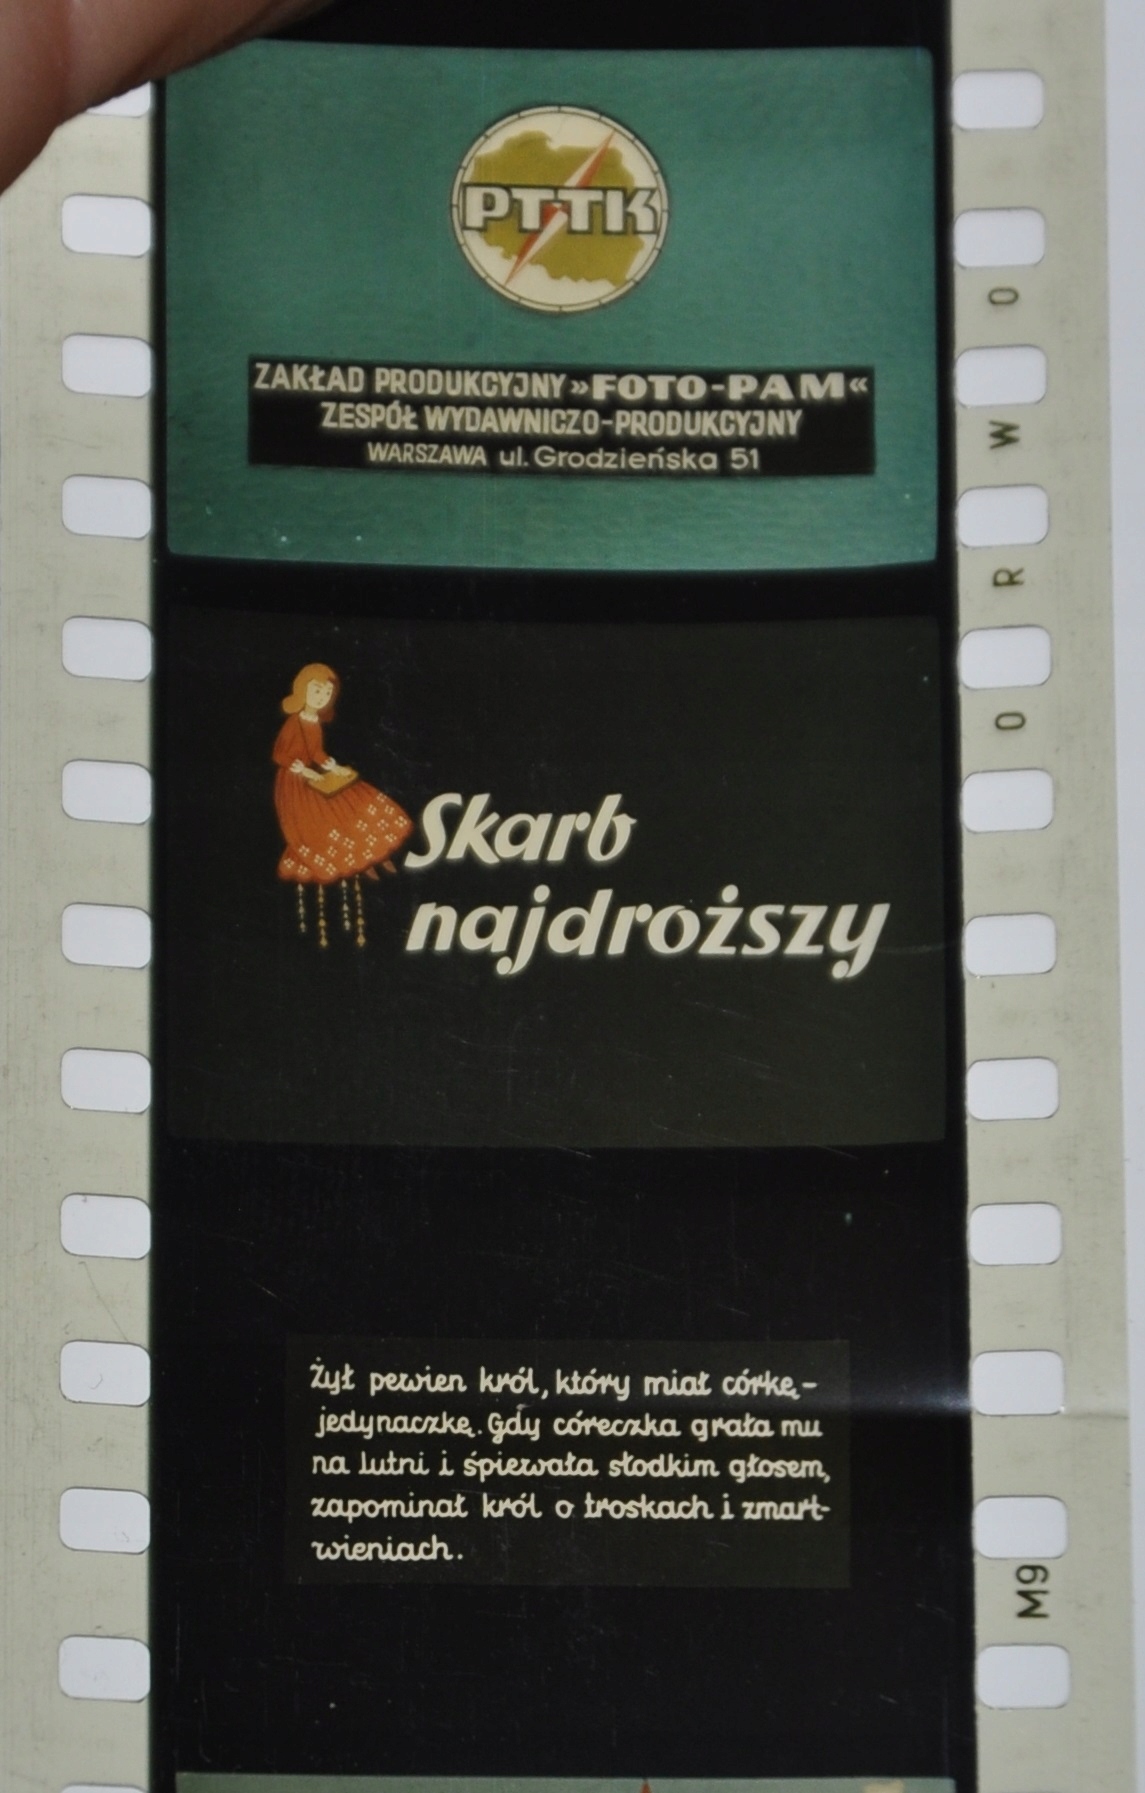 PTTK
ZAKŁAD PRODUKCYJNY »FOTO-PAM«
ZESPÓŁ WYDAWNICZO-PRODUKCYJNY
WARSZAWA ul. Grodzieńska 51
Skarb
najdroższy
Żył pewien król, który miał córkę-
jedynaczkę. Gdy córeczka grała mu
na lutni i śpiewała słodkim głosem,
zapominał król o troskach i zmart-
wieniach.
O R W O
M9